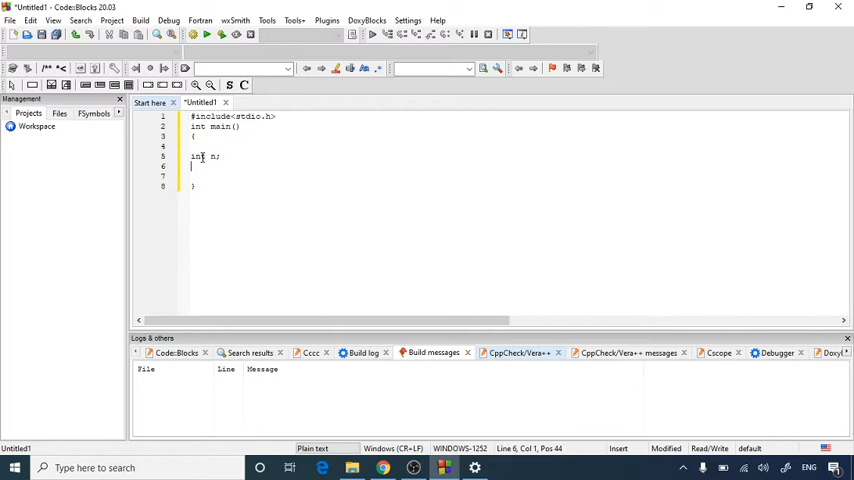 *Untitled1 - Code::Blocks 20.03
File Edit View Search Project Build Debug Fortran wxSmith Tools Tools+ Plugins DoxyBlocks Settings Help
/** *<
.*
S C
Management
Start here *Untitled1
Projects Files FSymbols
Workspace
1 #include<stdio.h>
2 int main()
3 {
4
5 int n;
6
7
8 }
Logs & others
Code::Blocks Search results Cccc Build log Build messages CppCheck/Vera++ CppCheck/Vera++ messages Cscope Debugger
File Line Message
Untitled1 Plain text Windows (CR+LF) WINDOWS-1252 Line 6, Col 1, Pos 44 Insert Modified Read/Write default
Type here to search ENG